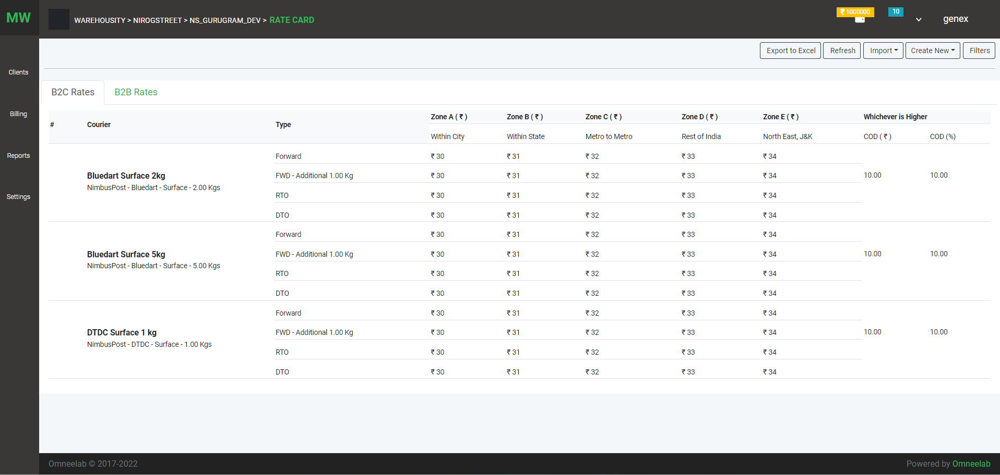 MW
WAREHOUSITY > NIROGSTREET > NS_GURUGRAM_DEV > RATE CARD
₹ 1000000
10
genex
Export to Excel Refresh Import Create New Filters
Clients
Billing
Reports
Settings
B2C Rates B2B Rates
# Courier Type Zone A ( ₹ ) Zone B ( ₹ ) Zone C ( ₹ ) Zone D ( ₹ ) Zone E ( ₹ ) Whichever is Higher
Within City Within State Metro to Metro Rest of India North East, J&K COD ( ₹ ) COD (%)
Forward ₹ 30 ₹ 31 ₹ 32 ₹ 33 ₹ 34
Bluedart Surface 2kg FWD - Additional 1.00 Kg ₹ 30 ₹ 31 ₹ 32 ₹ 33 ₹ 34 10.00 10.00
NimbusPost - Bluedart - Surface - 2.00 Kgs
RTO ₹ 30 ₹ 31 ₹ 32 ₹ 33 ₹ 34
DTO ₹ 30 ₹ 31 ₹ 32 ₹ 33 ₹ 34
Forward ₹ 30 ₹ 31 ₹ 32 ₹ 33 ₹ 34
Bluedart Surface 5kg FWD - Additional 1.00 Kg ₹ 30 ₹ 31 ₹ 32 ₹ 33 ₹ 34 10.00 10.00
NimbusPost - Bluedart - Surface - 5.00 Kgs
RTO ₹ 30 ₹ 31 ₹ 32 ₹ 33 ₹ 34
DTO ₹ 30 ₹ 31 ₹ 32 ₹ 33 ₹ 34
Forward ₹ 30 ₹ 31 ₹ 32 ₹ 33 ₹ 34
DTDC Surface 1 kg FWD - Additional 1.00 Kg ₹ 30 ₹ 31 ₹ 32 ₹ 33 ₹ 34 10.00 10.00
NimbusPost - DTDC - Surface - 1.00 Kgs
RTO ₹ 30 ₹ 31 ₹ 32 ₹ 33 ₹ 34
DTO ₹ 30 ₹ 31 ₹ 32 ₹ 33 ₹ 34
Omneelab © 2017-2022 Powered by Omneelab